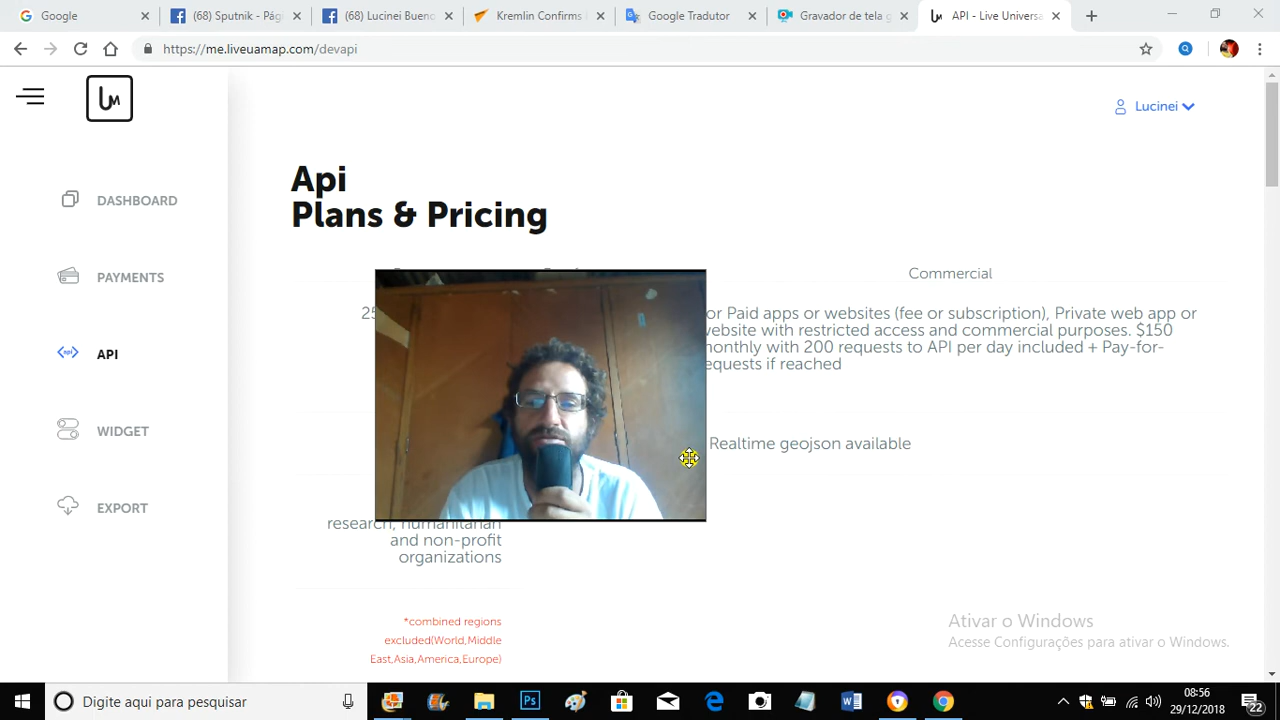 Google
(68) Sputnik - Pági
(68) Lucinei Bueno
Kremlin Confirms
Google Tradutor
Gravador de tela g
API - Live Universa
https://me.liveuamap.com/devapi
Lucinei
DASHBOARD
PAYMENTS
API
WIDGET
EXPORT
Api
Plans & Pricing
Commercial
or Paid apps or websites (fee or subscription), Private web app or
website with restricted access and commercial purposes. $150
monthly with 200 requests to API per day included + Pay-for-
equests if reached
Realtime geojson available
research, humanitarian
and non-profit
organizations
*combined regions
excluded(World,Middle
East,Asia,America,Europe)
Ativar o Windows
Acesse Configurações para ativar o Windows.
Digite aqui para pesquisar
08:56
29/12/2018
22